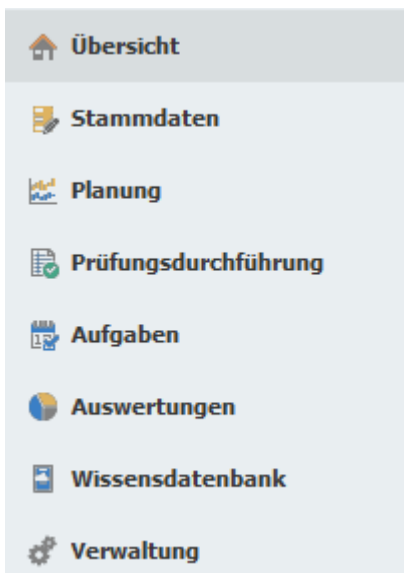 Übersicht
Stammdaten
Planung
Prüfungsdurchführung
Aufgaben
Auswertungen
Wissensdatenbank
Verwaltung